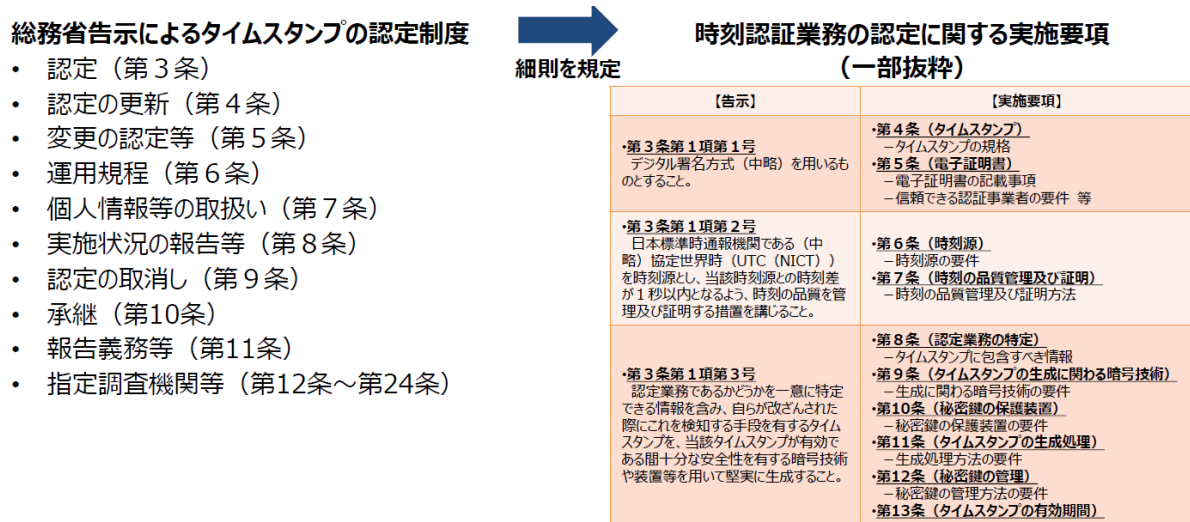 総務省告示によるタイムスタンプの認定制度
• 認定（第３条）
• 認定の更新（第４条）
• 変更の認定等（第５条）
• 運用規程（第６条）
• 個人情報等の取扱い（第７条）
• 実施状況の報告等（第８条）
• 認定の取消し（第９条）
• 承継（第10条）
• 報告義務等（第11条）
• 指定調査機関等（第12条～第24条）
細則を規定
時刻認証業務の認定に関する実施要項
（一部抜粋）
【告示】
【実施要項】
・第３条第１項第１号
デジタル署名方式（中略）を用いるも
のとすること。
・第４条（タイムスタンプ）
－タイムスタンプの規格
・第５条（電子証明書）
－電子証明書の記載事項
－信頼できる認証事業者の要件 等
・第３条第１項第２号
日本標準時通報機関である（中
略）協定世界時（UTC（NICT））
を時刻源とし、当該時刻源との時刻差
が１秒以内となるよう、時刻の品質を管
理及び証明する措置を講じること。
・第６条（時刻源）
－時刻源の要件
・第７条（時刻の品質管理及び証明）
－時刻の品質管理及び証明方法
・第３条第１項第３号
認定業務であるかどうかを一意に特定
できる情報を含み、自らが改ざんされた
際にこれを検知する手段を有するタイム
スタンプを、当該タイムスタンプが有効で
ある間十分な安全性を有する暗号技術
や装置等を用いて堅実に生成すること。
・第８条（認定業務の特定）
－タイムスタンプに包含すべき情報
・第９条（タイムスタンプの生成に関わる暗号技術）
－生成に関わる暗号技術の要件
・第10条（秘密鍵の保護装置）
－秘密鍵の保護装置の要件
・第11条（タイムスタンプの生成処理）
－生成処理方法の要件
・第12条（秘密鍵の管理）
－秘密鍵の管理方法の要件
・第13条（タイムスタンプの有効期間）